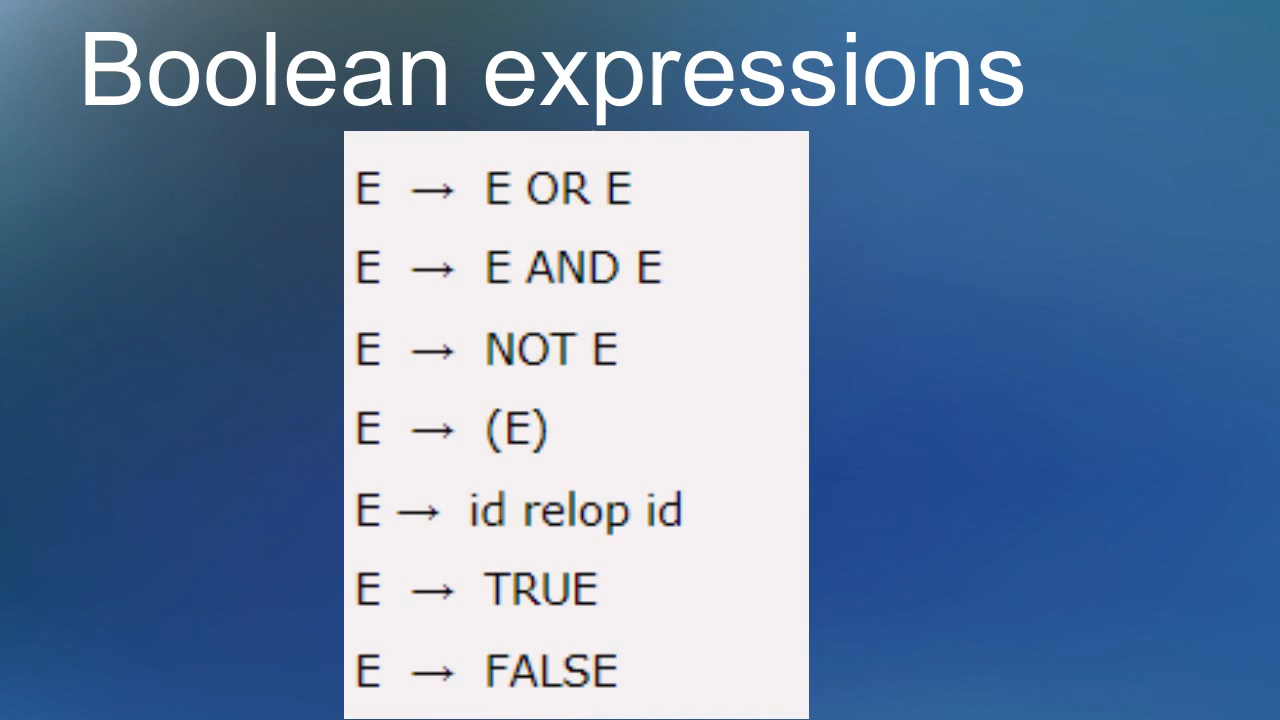 Boolean expressions
E → E OR E
E → E AND E
E → NOT E
E → (E)
E → id relop id
E → TRUE
E → FALSE